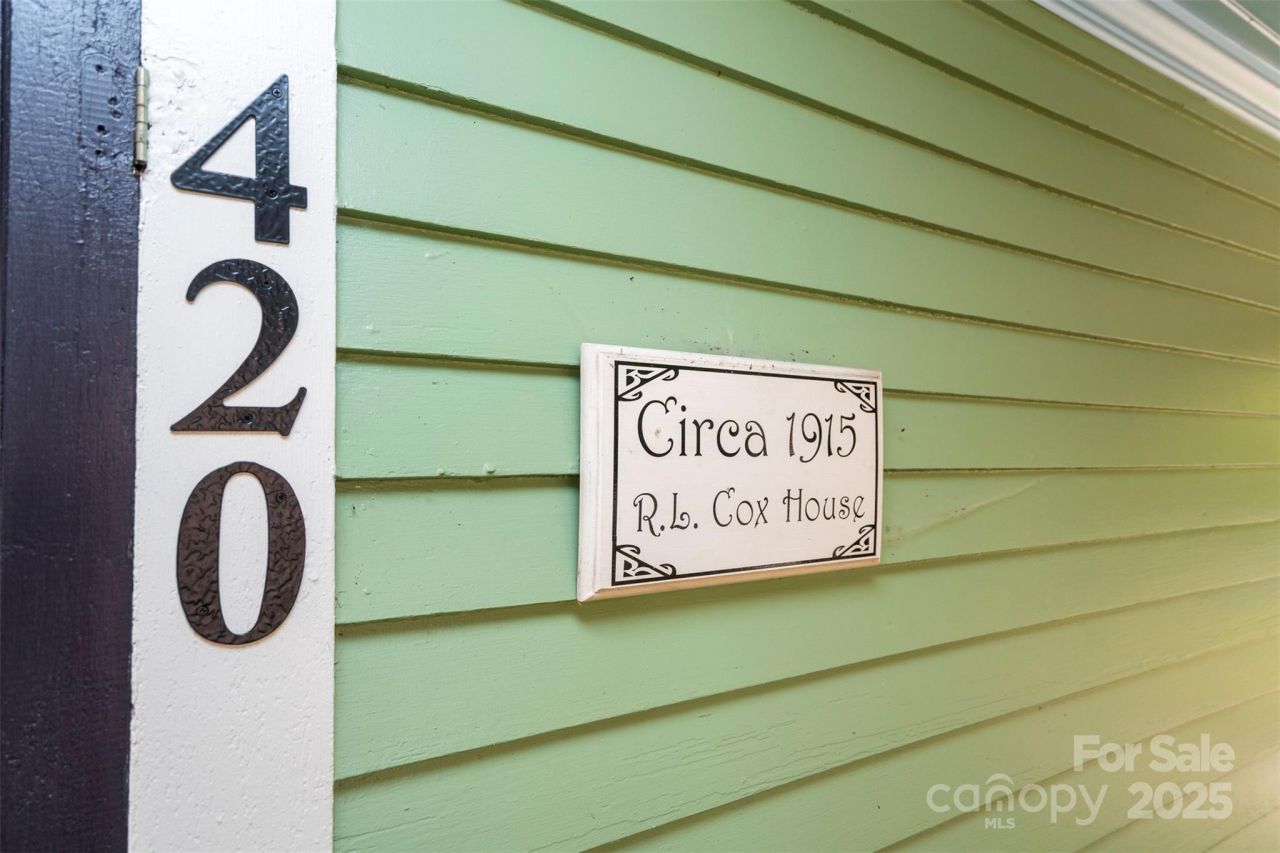 420
Circa 1915
R.L. Cox House
For Sale
canopy 2025
MLS